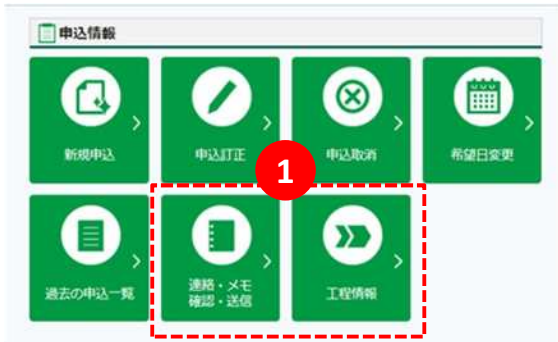 申込情報
新規申込
申込訂正
申込取消
希望日変更
1
過去の申込一覧
連絡・メモ
確認・送信
工程情報